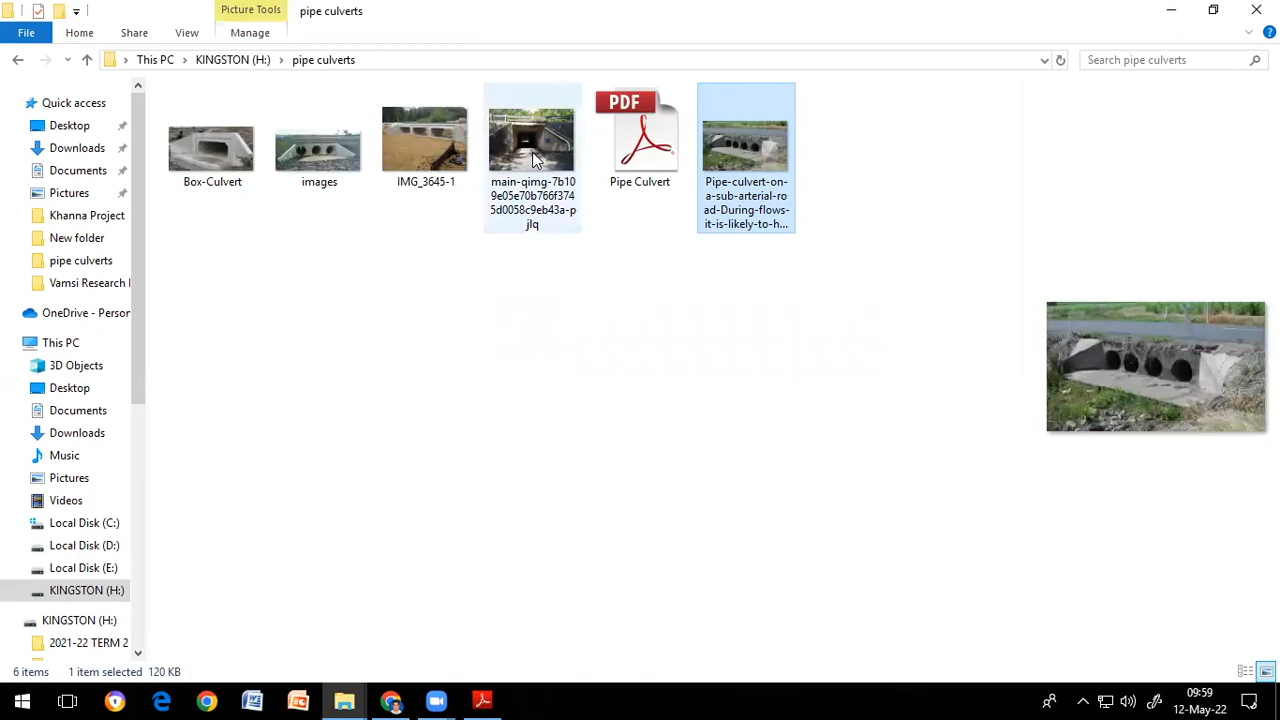 Picture Tools
pipe culverts
File
Home
Share
View
Manage
This PC
KINGSTON (H:)
pipe culverts
Search pipe culverts
Quick access
Desktop
Downloads
Documents
Pictures
Khanna Project
New folder
pipe culverts
Vamsi Research
OneDrive - Person
This PC
3D Objects
Desktop
Documents
Downloads
Music
Pictures
Videos
Local Disk (C:)
Local Disk (D:)
Local Disk (E:)
KINGSTON (H:)
KINGSTON (H:)
2021-22 TERM 2
Box-Culvert
images
IMG_3645-1
main-qimg-7b10
9e05e70b766f374
5d0058c9eb43a-p
jlq
PDF
Pipe Culvert
Pipe-culvert-on-
a-sub-arterial-ro
ad-During-flows-
it-is-likely-to-h...
6 items
1 item selected 120 KB
09:59
12-May-22